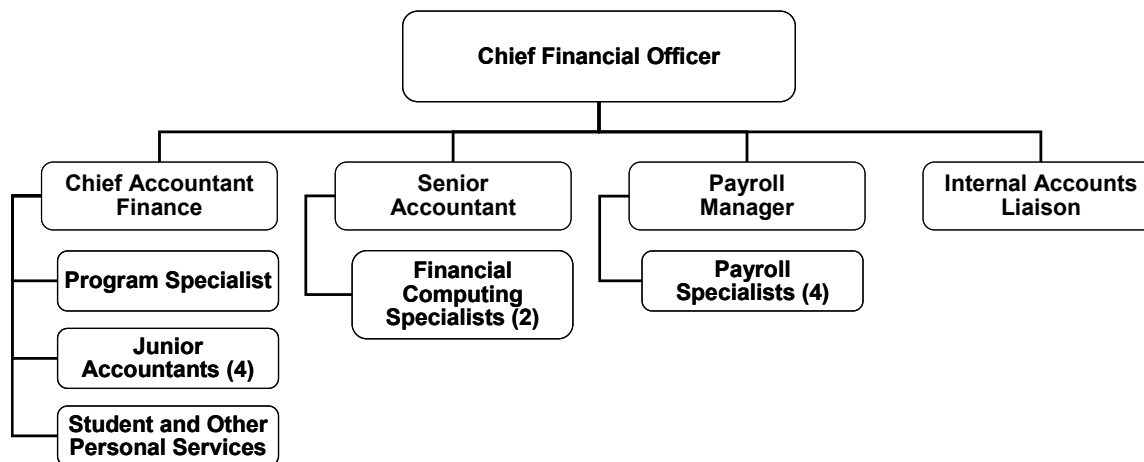 Chief Financial Officer
Chief Accountant
Finance
Senior
Accountant
Payroll
Manager
Internal Accounts
Liaison
Program Specialist
Financial
Computing
Specialists (2)
Payroll
Specialists (4)
Junior
Accountants (4)
Student and Other
Personal Services